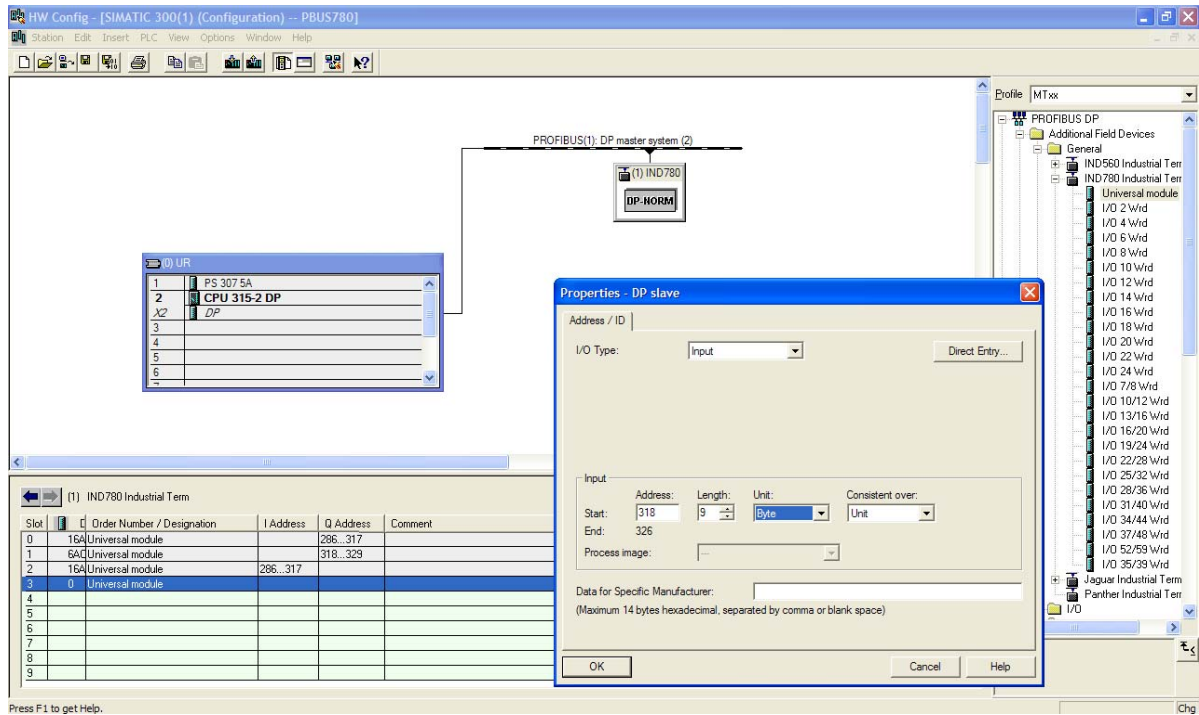 HW Config - [SIMATIC 300(1) (Configuration) -- PBUS780]
Station Edit Insert PLC View Options Window Help
Profile MTxx
PROFIBUS DP
Additional Field Devices
General
IND560 Industrial Terr
IND780 Industrial Terr
Universal module
I/O 2 Wrd
I/O 4 Wrd
I/O 6 Wrd
I/O 8 Wrd
I/O 10 Wrd
I/O 12 Wrd
I/O 14 Wrd
I/O 16 Wrd
I/O 18 Wrd
I/O 20 Wrd
I/O 22 Wrd
I/O 24 Wrd
I/O 7/8 Wrd
I/O 10/12 Wrd
I/O 13/16 Wrd
I/O 16/20 Wrd
I/O 19/24 Wrd
I/O 22/28 Wrd
I/O 25/32 Wrd
I/O 28/36 Wrd
I/O 31/40 Wrd
I/O 34/44 Wrd
I/O 37/48 Wrd
I/O 52/59 Wrd
I/O 35/39 Wrd
Jaguar Industrial Term
Panther Industrial Terr
I/O
PROFIBUS(1): DP master system (2)
(1) IND780
DP-NORM
(0) UR
1 PS 307 5A
2 CPU 315-2 DP
X2 DP
3
4
5
6
Properties - DP slave
Address / ID
I/O Type: Input Direct Entry...
Input
Address: Length: Unit: Consistent over:
Start: 318 9 Byte Unit
End: 326
Process image: ---
Data for Specific Manufacturer:
(Maximum 14 bytes hexadecimal, separated by comma or blank space)
OK Cancel Help
(1) IND780 Industrial Term
Slot Order Number / Designation I Address Q Address Comment
0 16A Universal module 286...317
1 6AC Universal module 318...329
2 16A Universal module 286...317
3 0 Universal module
4
5
6
7
8
9
Press F1 to get Help. Chg